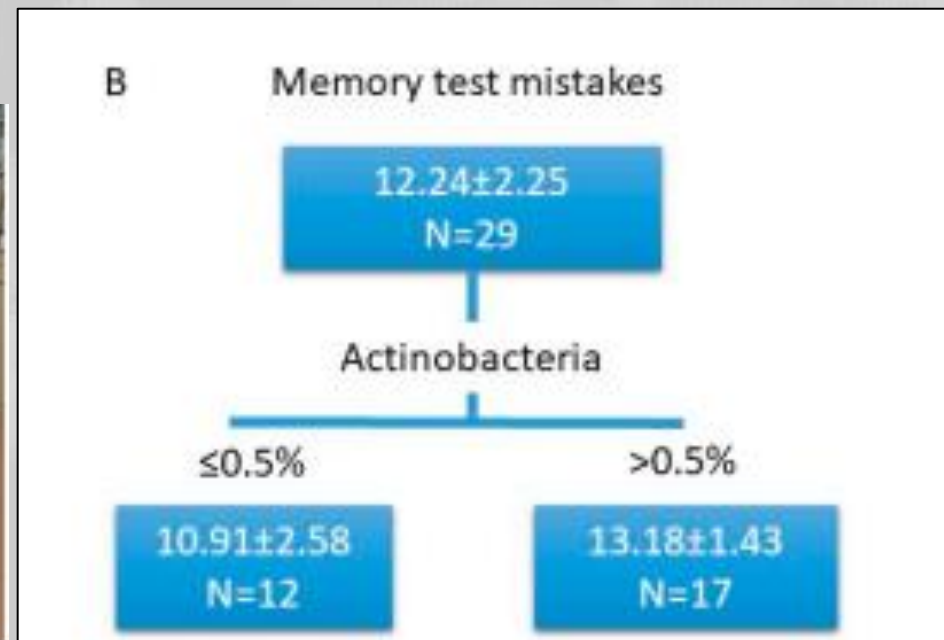 B Memory test mistakes
12.24±2.25
N=29
Actinobacteria
≤0.5% >0.5%
10.91±2.58 13.18±1.43
N=12 N=17